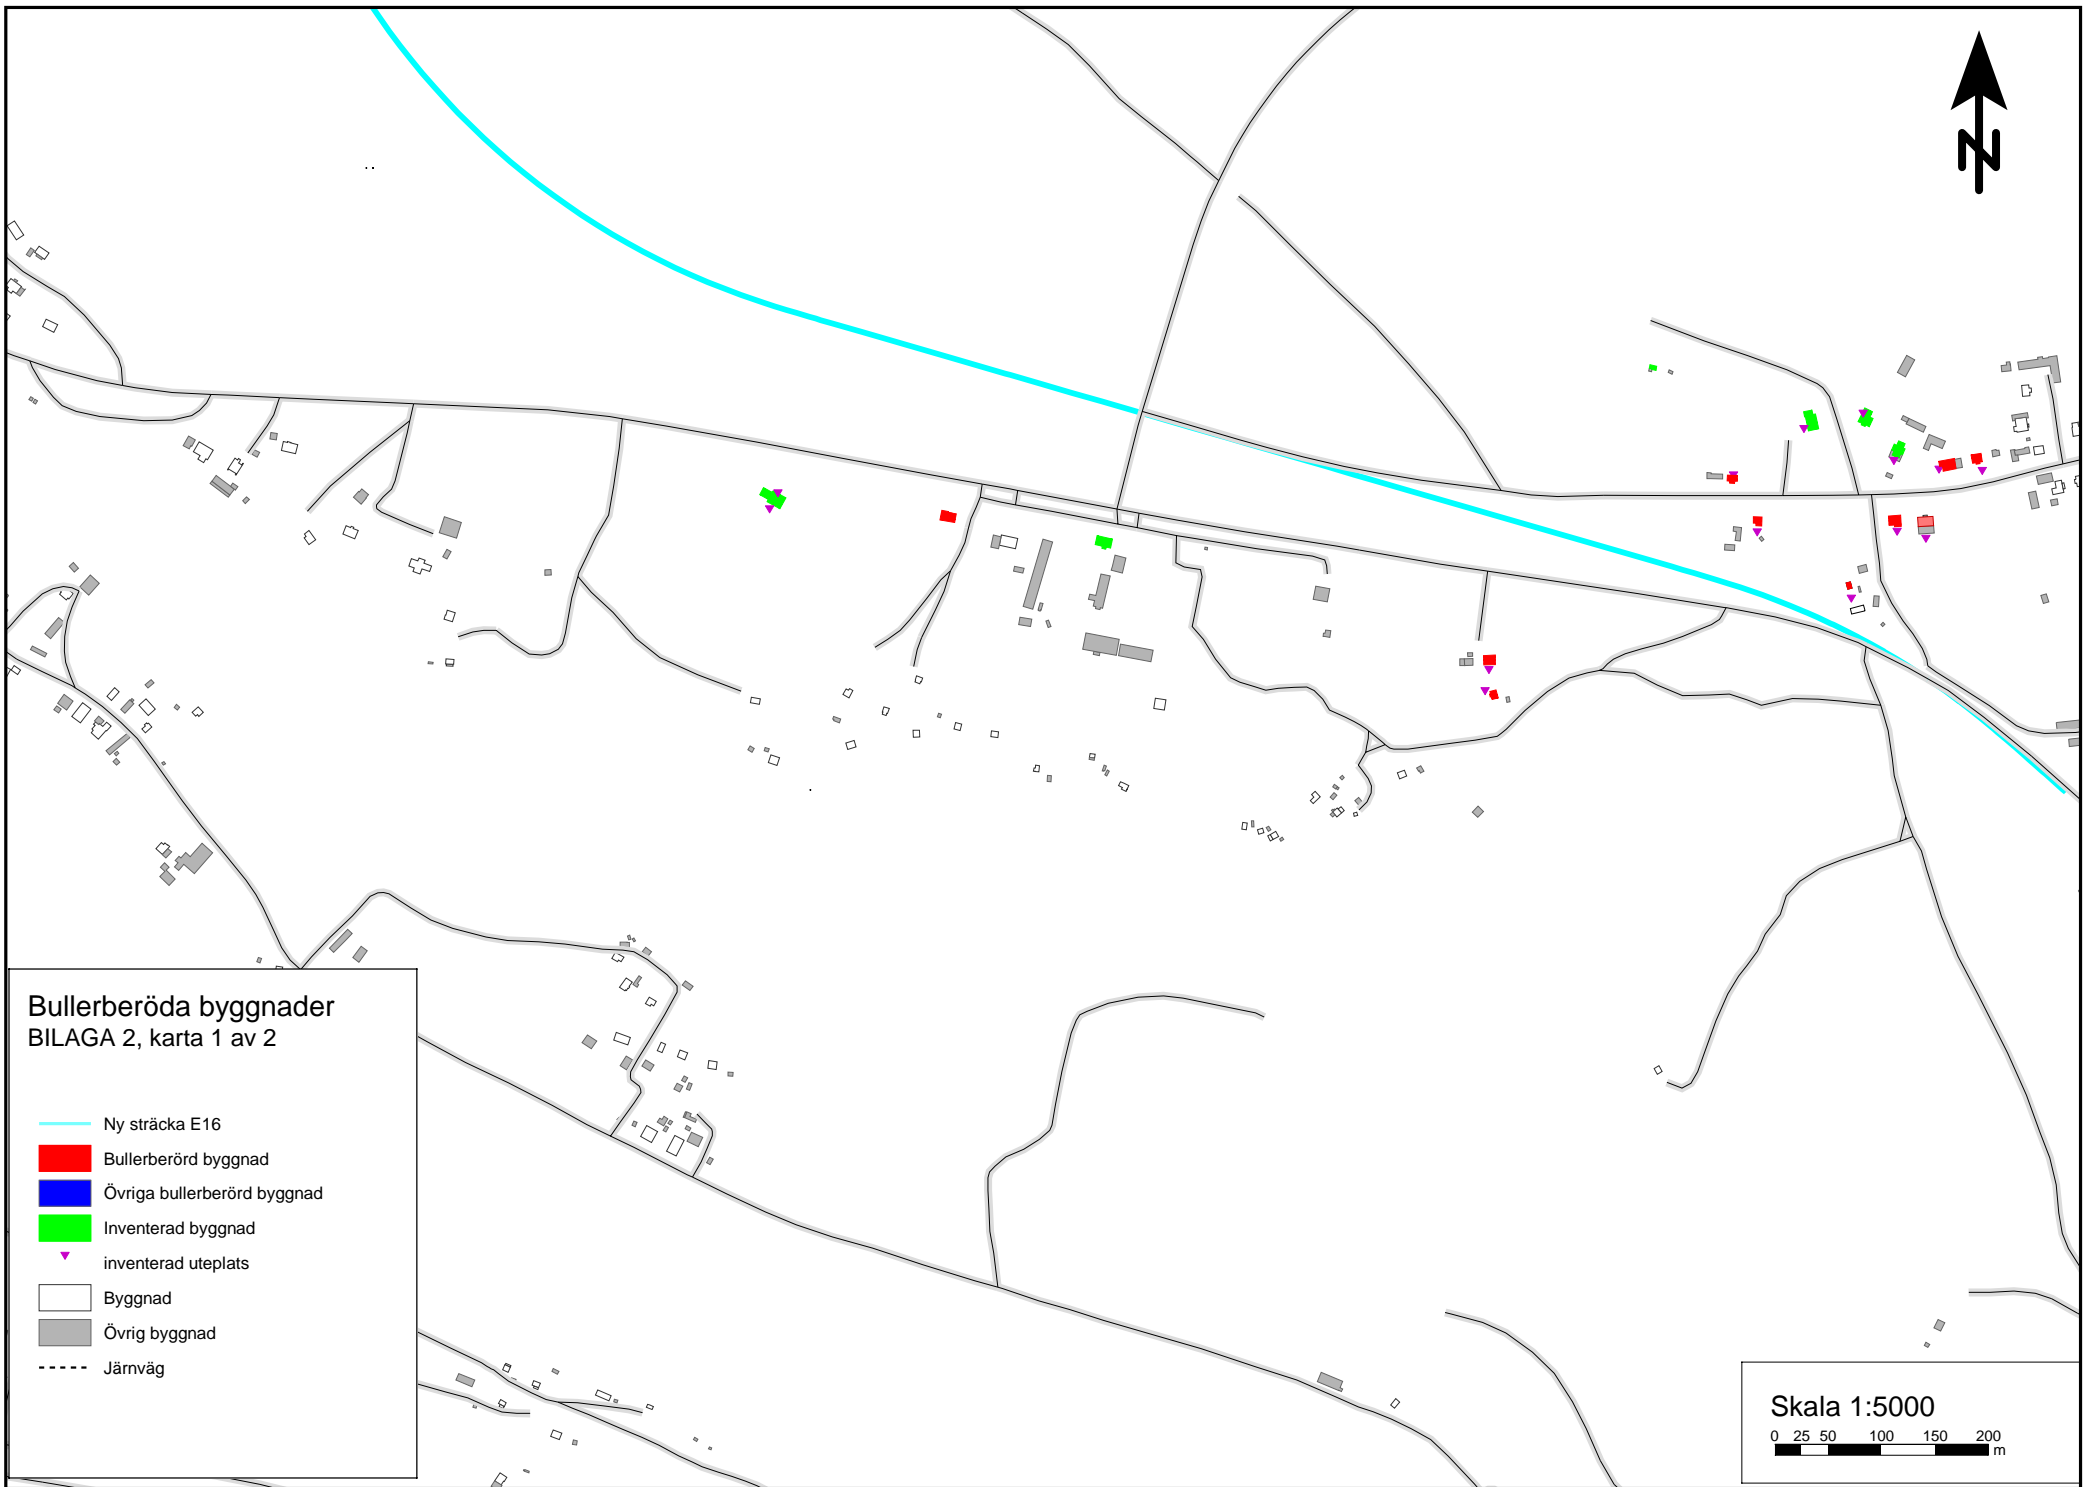 N
Bullerberöda byggnader
BILAGA 2, karta 1 av 2
Ny sträcka E16
Bullerberörd byggnad
Övriga bullerberörd byggnad
Inventerad byggnad
inventerad uteplats
Byggnad
Övrig byggnad
Järnväg
Skala 1:5000
0 25 50 100 150 200
m